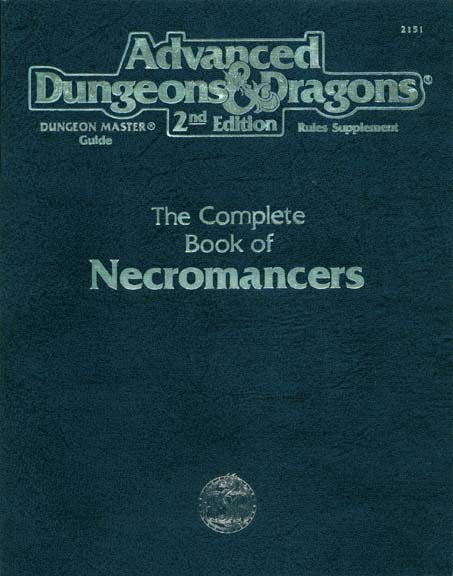 2151
Advanced
Dungeons & Dragons®
2nd Edition
DUNGEON MASTER®
Guide
Rules Supplement
The Complete
Book of
Necromancers